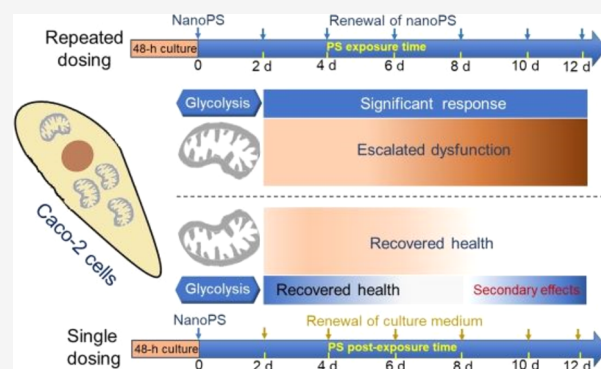 NanoPS
Renewal of nanoPS
Repeated
dosing
48-h culture
PS exposure time
0 2 d 4 d 6 d 8 d 10 d 12 d
Glycolysis
Significant response
Escalated dysfunction
Caco-2 cells
Recovered health
Glycolysis
Recovered health
Secondary effects
NanoPS
Renewal of culture medium
Single
dosing
48-h culture
PS post-exposure time
0 2 d 4 d 6 d 8 d 10 d 12 d